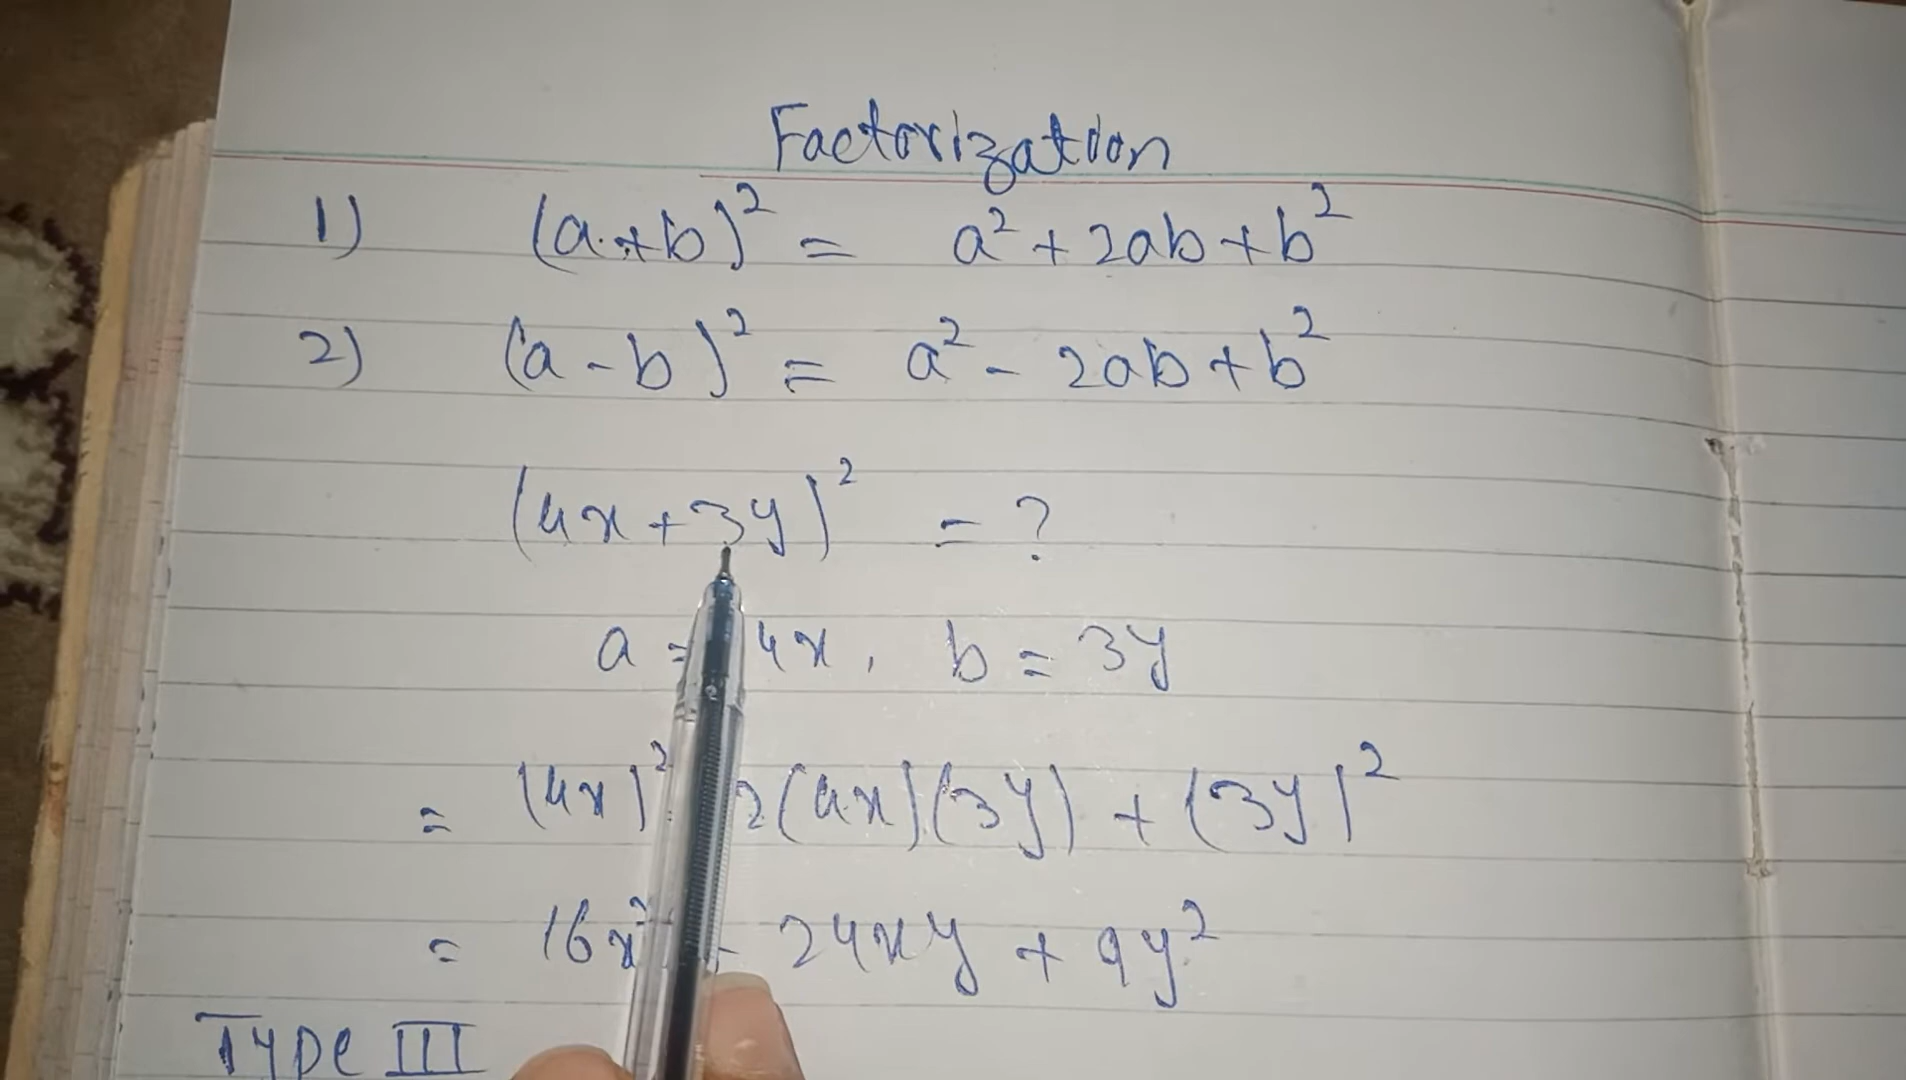 Factorization
1) (a+b)² = a² + 2ab + b²
2) (a - b)² = a² - 2ab + b²
(4x + 3y)² = ?
a = 4x, b = 3y
= (4x)² 2(4x)(3y) + (3y)²
= 16x² + 24xy + 9y²
Type III